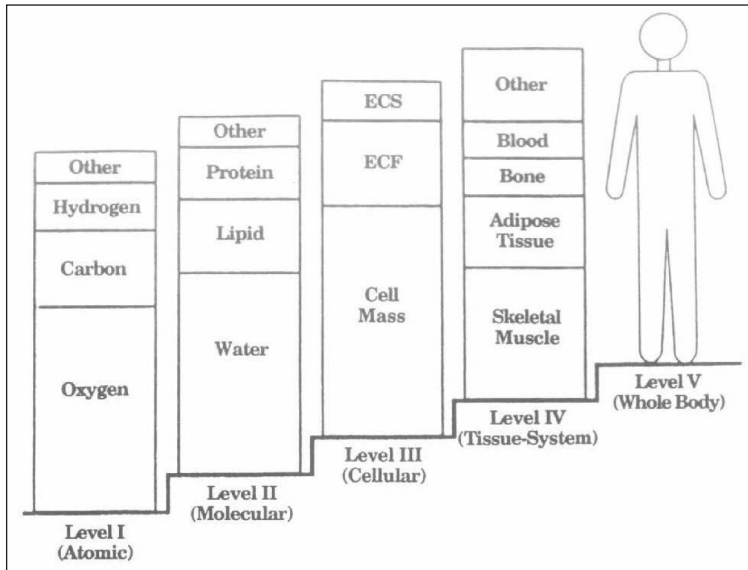 Other
Hydrogen
Carbon
Oxygen
Level I
(Atomic)
Other
Protein
Lipid
Water
Level II
(Molecular)
ECS
ECF
Cell
Mass
Level III
(Cellular)
Other
Blood
Bone
Adipose
Tissue
Skeletal
Muscle
Level IV
(Tissue-System)
Level V
(Whole Body)